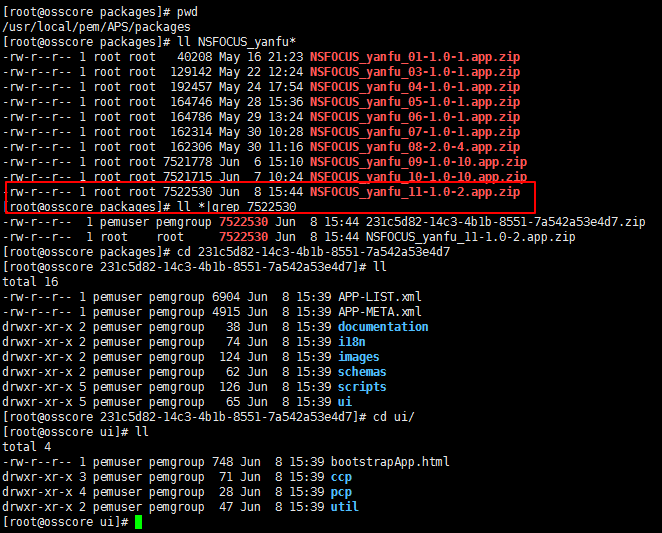 [root@osscore packages]# pwd
/usr/local/pem/APS/packages
[root@osscore packages]# ll NSFOCUS_yanfu*
-rw-r--r-- 1 root root   40208 May 16 21:23 NSFOCUS_yanfu_01-1.0-1.app.zip
-rw-r--r-- 1 root root  129142 May 22 12:24 NSFOCUS_yanfu_03-1.0-1.app.zip
-rw-r--r-- 1 root root  192457 May 24 17:54 NSFOCUS_yanfu_04-1.0-1.app.zip
-rw-r--r-- 1 root root  164746 May 28 15:36 NSFOCUS_yanfu_05-1.0-1.app.zip
-rw-r--r-- 1 root root  164786 May 29 13:24 NSFOCUS_yanfu_06-1.0-1.app.zip
-rw-r--r-- 1 root root  162314 May 30 10:28 NSFOCUS_yanfu_07-1.0-1.app.zip
-rw-r--r-- 1 root root  162306 May 30 11:16 NSFOCUS_yanfu_08-2.0-4.app.zip
-rw-r--r-- 1 root root 7521778 Jun  6 15:10 NSFOCUS_yanfu_09-1.0-10.app.zip
-rw-r--r-- 1 root root 7521715 Jun  7 10:24 NSFOCUS_yanfu_10-1.0-10.app.zip
-rw-r--r-- 1 root root 7522530 Jun  8 15:44 NSFOCUS_yanfu_11-1.0-2.app.zip
[root@osscore packages]# ll *|grep 7522530
-rw-r--r--  1 pemuser pemgroup 7522530 Jun  8 15:44 231c5d82-14c3-4b1b-8551-7a542a53e4d7.zip
-rw-r--r--  1 root    root     7522530 Jun  8 15:44 NSFOCUS_yanfu_11-1.0-2.app.zip
[root@osscore packages]# cd 231c5d82-14c3-4b1b-8551-7a542a53e4d7
[root@osscore 231c5d82-14c3-4b1b-8551-7a542a53e4d7]# ll
total 16
-rw-r--r-- 1 pemuser pemgroup 6904 Jun  8 15:39 APP-LIST.xml
-rw-r--r-- 1 pemuser pemgroup 4915 Jun  8 15:39 APP-META.xml
drwxr-xr-x 2 pemuser pemgroup   38 Jun  8 15:39 documentation
drwxr-xr-x 2 pemuser pemgroup   74 Jun  8 15:39 i18n
drwxr-xr-x 2 pemuser pemgroup  124 Jun  8 15:39 images
drwxr-xr-x 2 pemuser pemgroup   62 Jun  8 15:39 schemas
drwxr-xr-x 5 pemuser pemgroup  126 Jun  8 15:39 scripts
drwxr-xr-x 5 pemuser pemgroup   65 Jun  8 15:39 ui
[root@osscore 231c5d82-14c3-4b1b-8551-7a542a53e4d7]# cd ui/
[root@osscore ui]# ll
total 4
-rw-r--r-- 1 pemuser pemgroup 748 Jun  8 15:39 bootstrapApp.html
drwxr-xr-x 3 pemuser pemgroup  71 Jun  8 15:39 ccp
drwxr-xr-x 4 pemuser pemgroup  28 Jun  8 15:39 pcp
drwxr-xr-x 2 pemuser pemgroup  47 Jun  8 15:39 util
[root@osscore ui]#